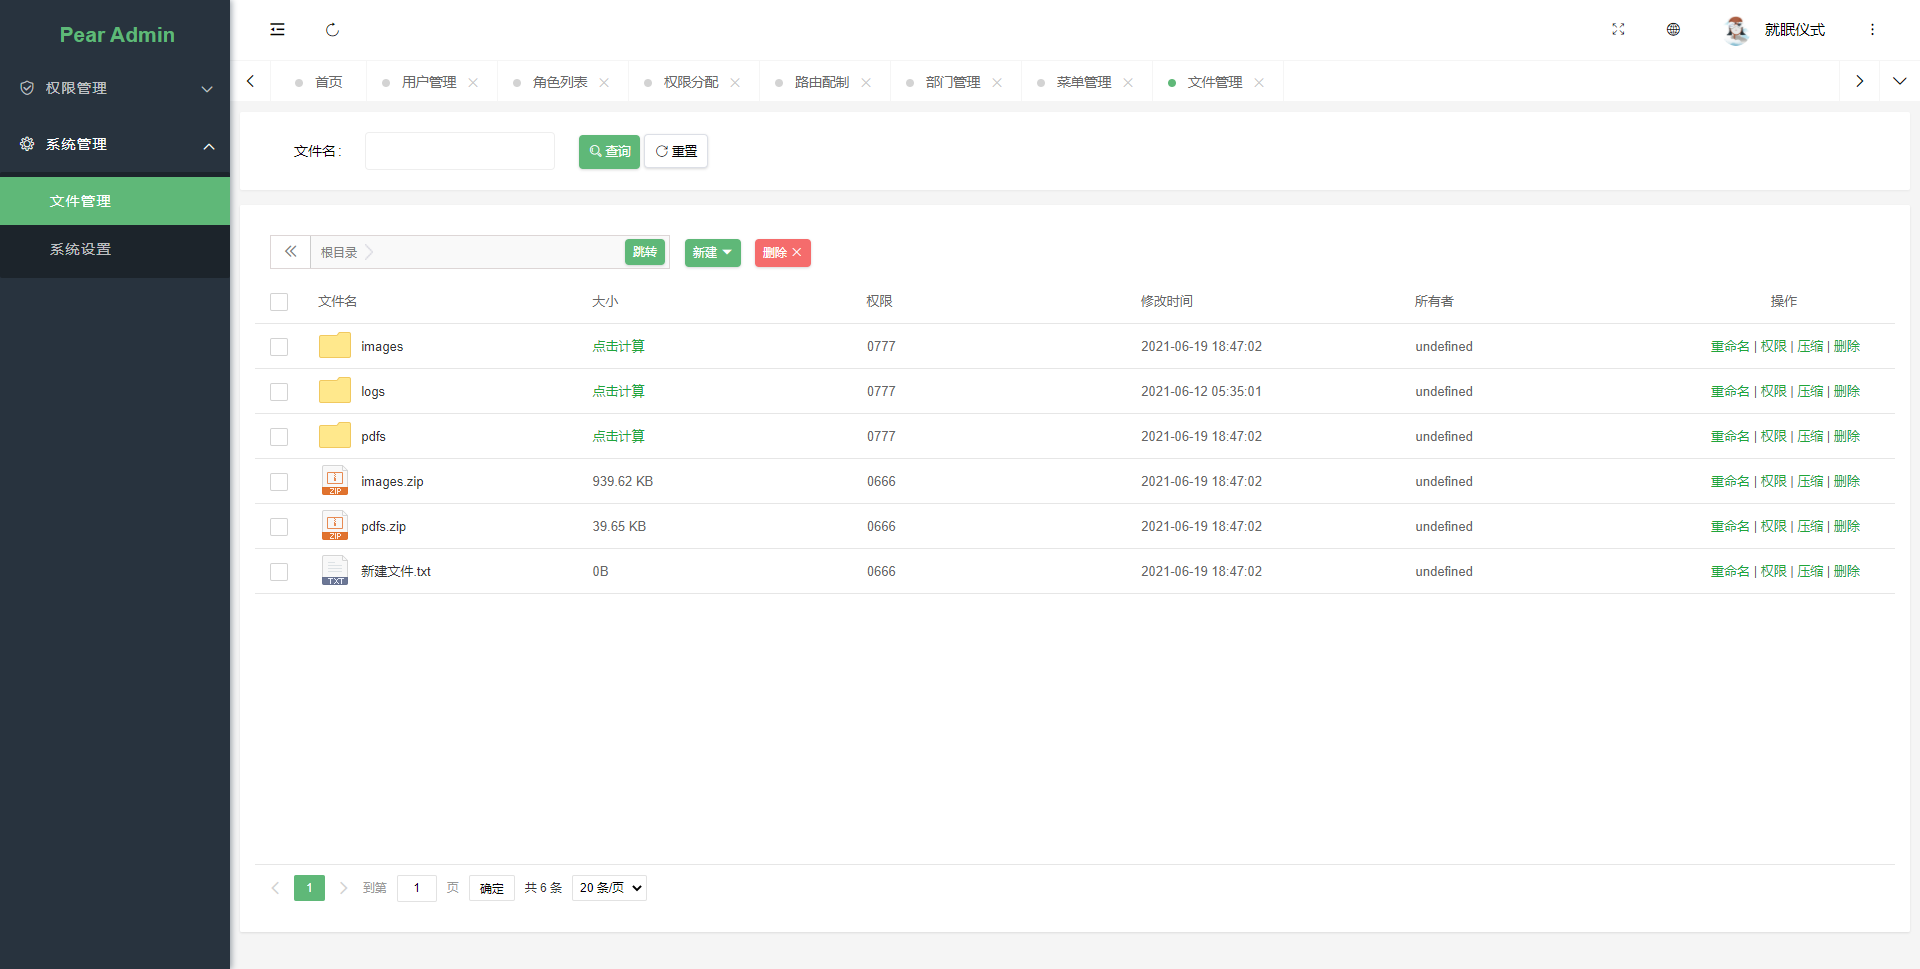 Pear Admin
就眠仪式
权限管理
系统管理
文件管理
系统设置
首页 用户管理 角色列表 权限分配 路由配制 部门管理 菜单管理 文件管理
文件名: 查询 重置
根目录 跳转 新建 删除
文件名 大小 权限 修改时间 所有者 操作
images 点击计算 0777 2021-06-19 18:47:02 undefined 重命名 | 权限 | 压缩 | 删除
logs 点击计算 0777 2021-06-12 05:35:01 undefined 重命名 | 权限 | 压缩 | 删除
pdfs 点击计算 0777 2021-06-19 18:47:02 undefined 重命名 | 权限 | 压缩 | 删除
ZIP images.zip 939.62 KB 0666 2021-06-19 18:47:02 undefined 重命名 | 权限 | 压缩 | 删除
ZIP pdfs.zip 39.65 KB 0666 2021-06-19 18:47:02 undefined 重命名 | 权限 | 压缩 | 删除
TXT 新建文件.txt 0B 0666 2021-06-19 18:47:02 undefined 重命名 | 权限 | 压缩 | 删除
1 到第 1 页 确定 共 6 条 20 条/页